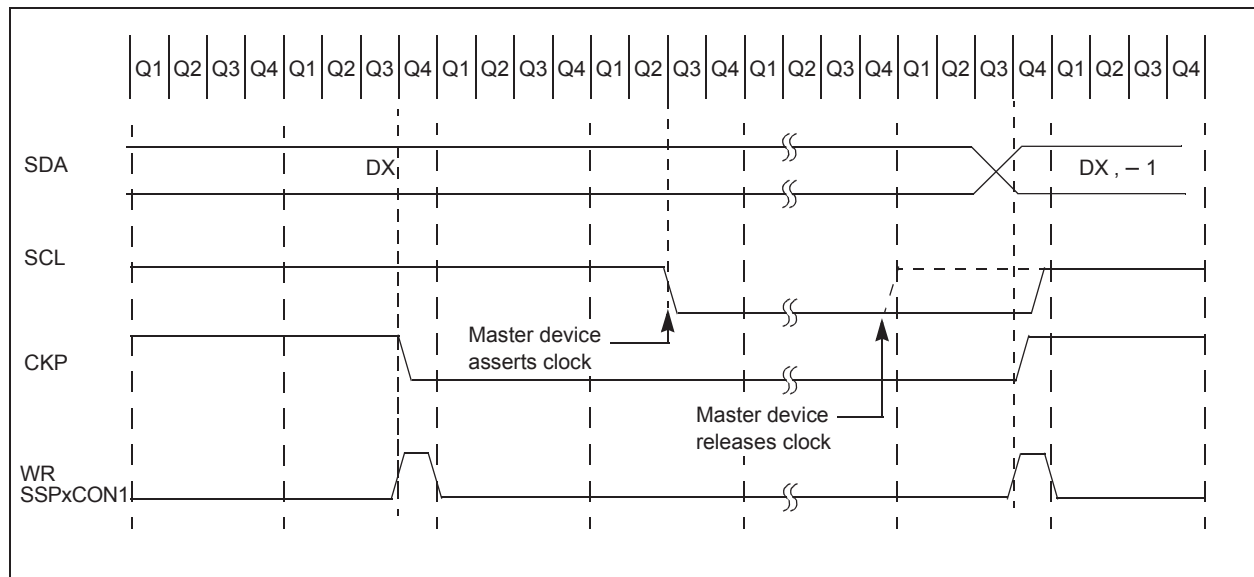 Q1 Q2 Q3 Q4 Q1 Q2 Q3 Q4 Q1 Q2 Q3 Q4 Q1 Q2 Q3 Q4 Q1 Q2 Q3 Q4 Q1 Q2 Q3 Q4 Q1 Q2 Q3 Q4
SDA
DX
DX , – 1
SCL
Master device
asserts clock
CKP
Master device
releases clock
WR
SSPxCON1